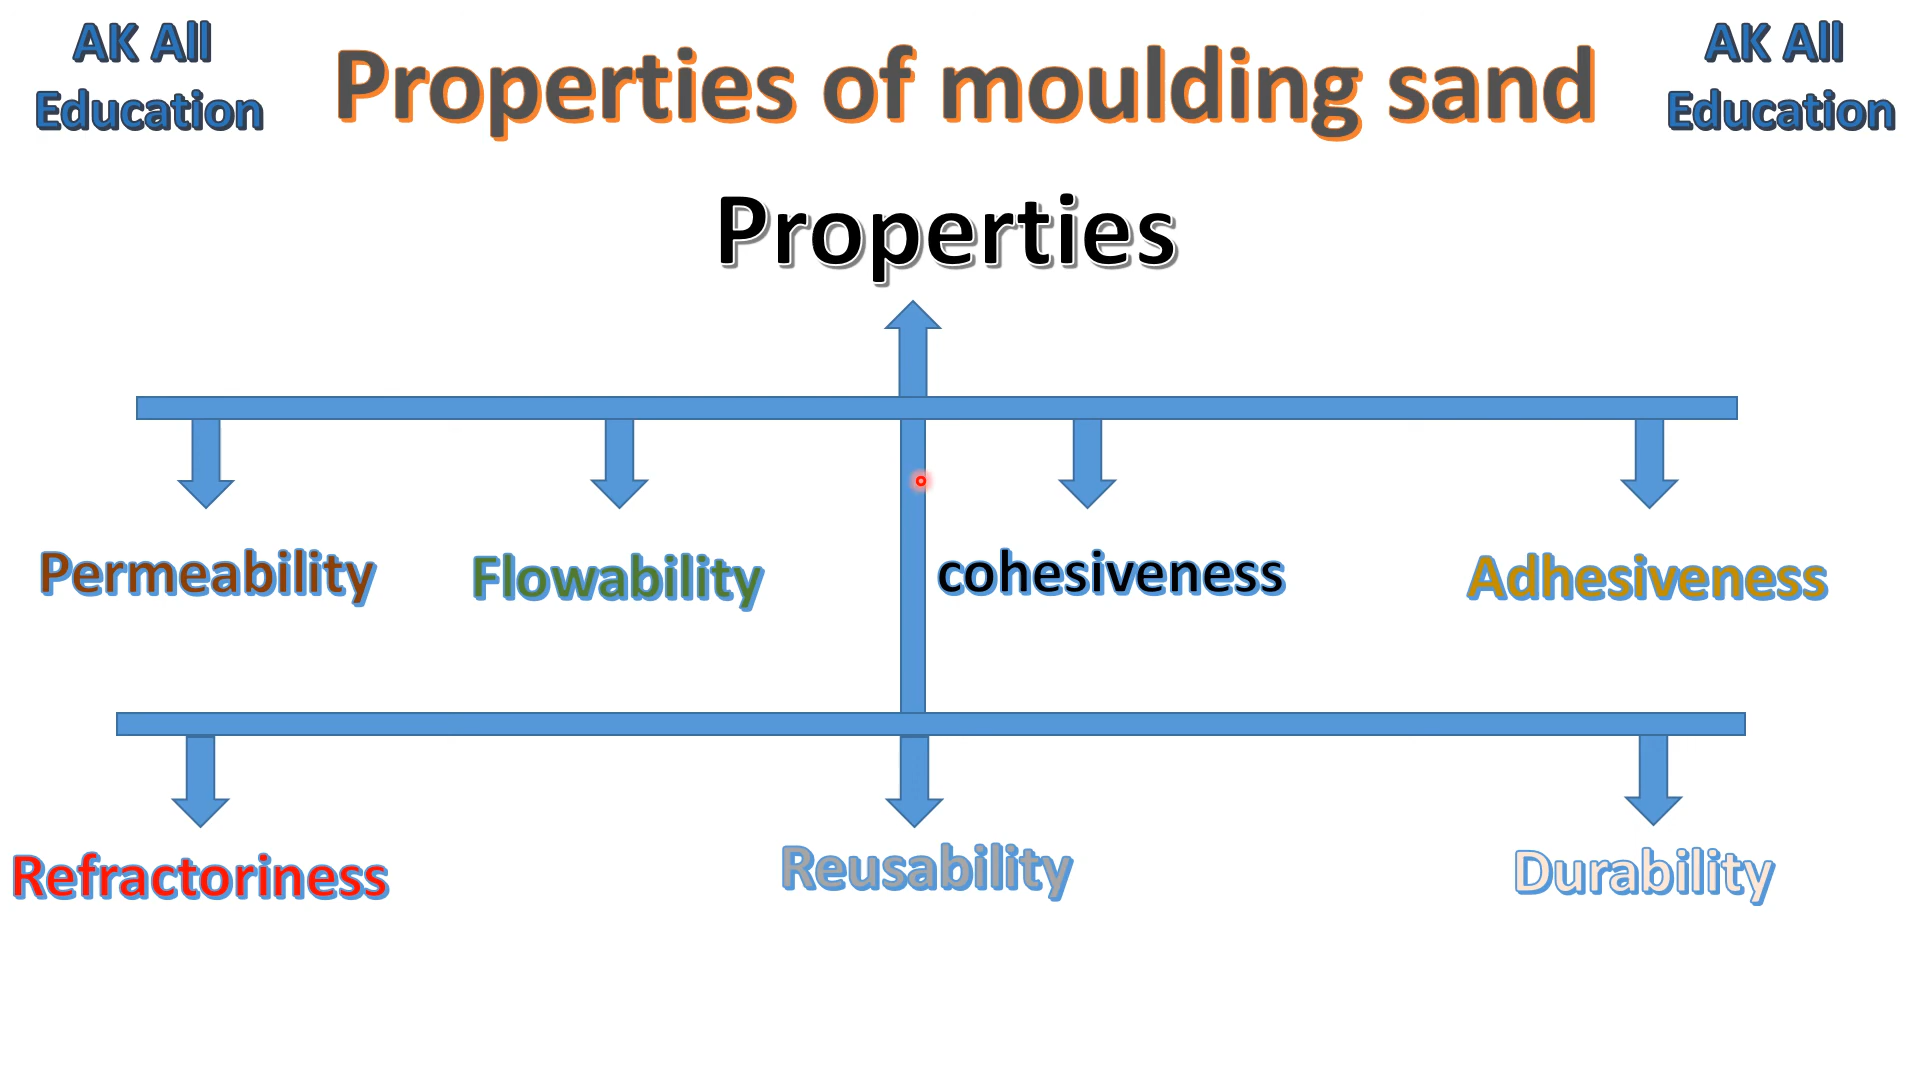 AK All
Education
Properties of moulding sand
AK All
Education
Properties
Permeability
Flowability
cohesiveness
Adhesiveness
Refractoriness
Reusability
Durability